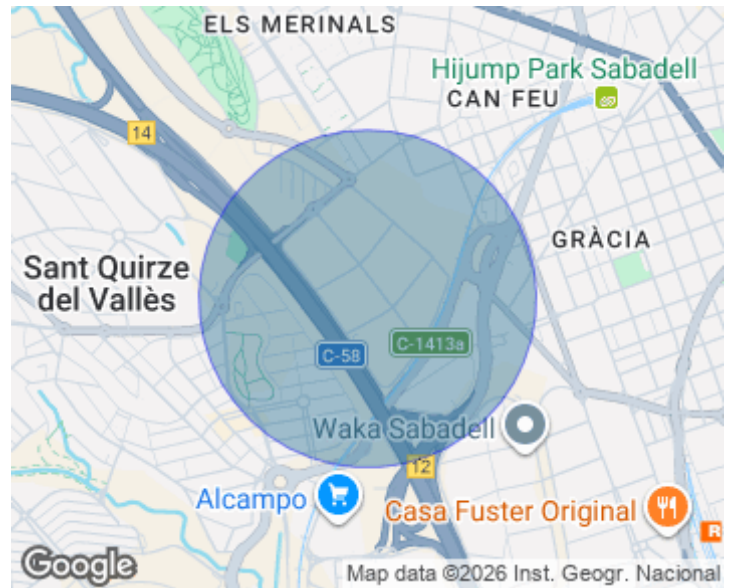 ELS MERINALS
Hijump Park Sabadell
CAN FEU
14
GRÀCIA
Sant Quirze
del Vallès
C-1413a
C-58
Waka Sabadell
12
Alcampo
Casa Fuster Original
R
Google
Map data ©2026 Inst. Geogr. Nacional